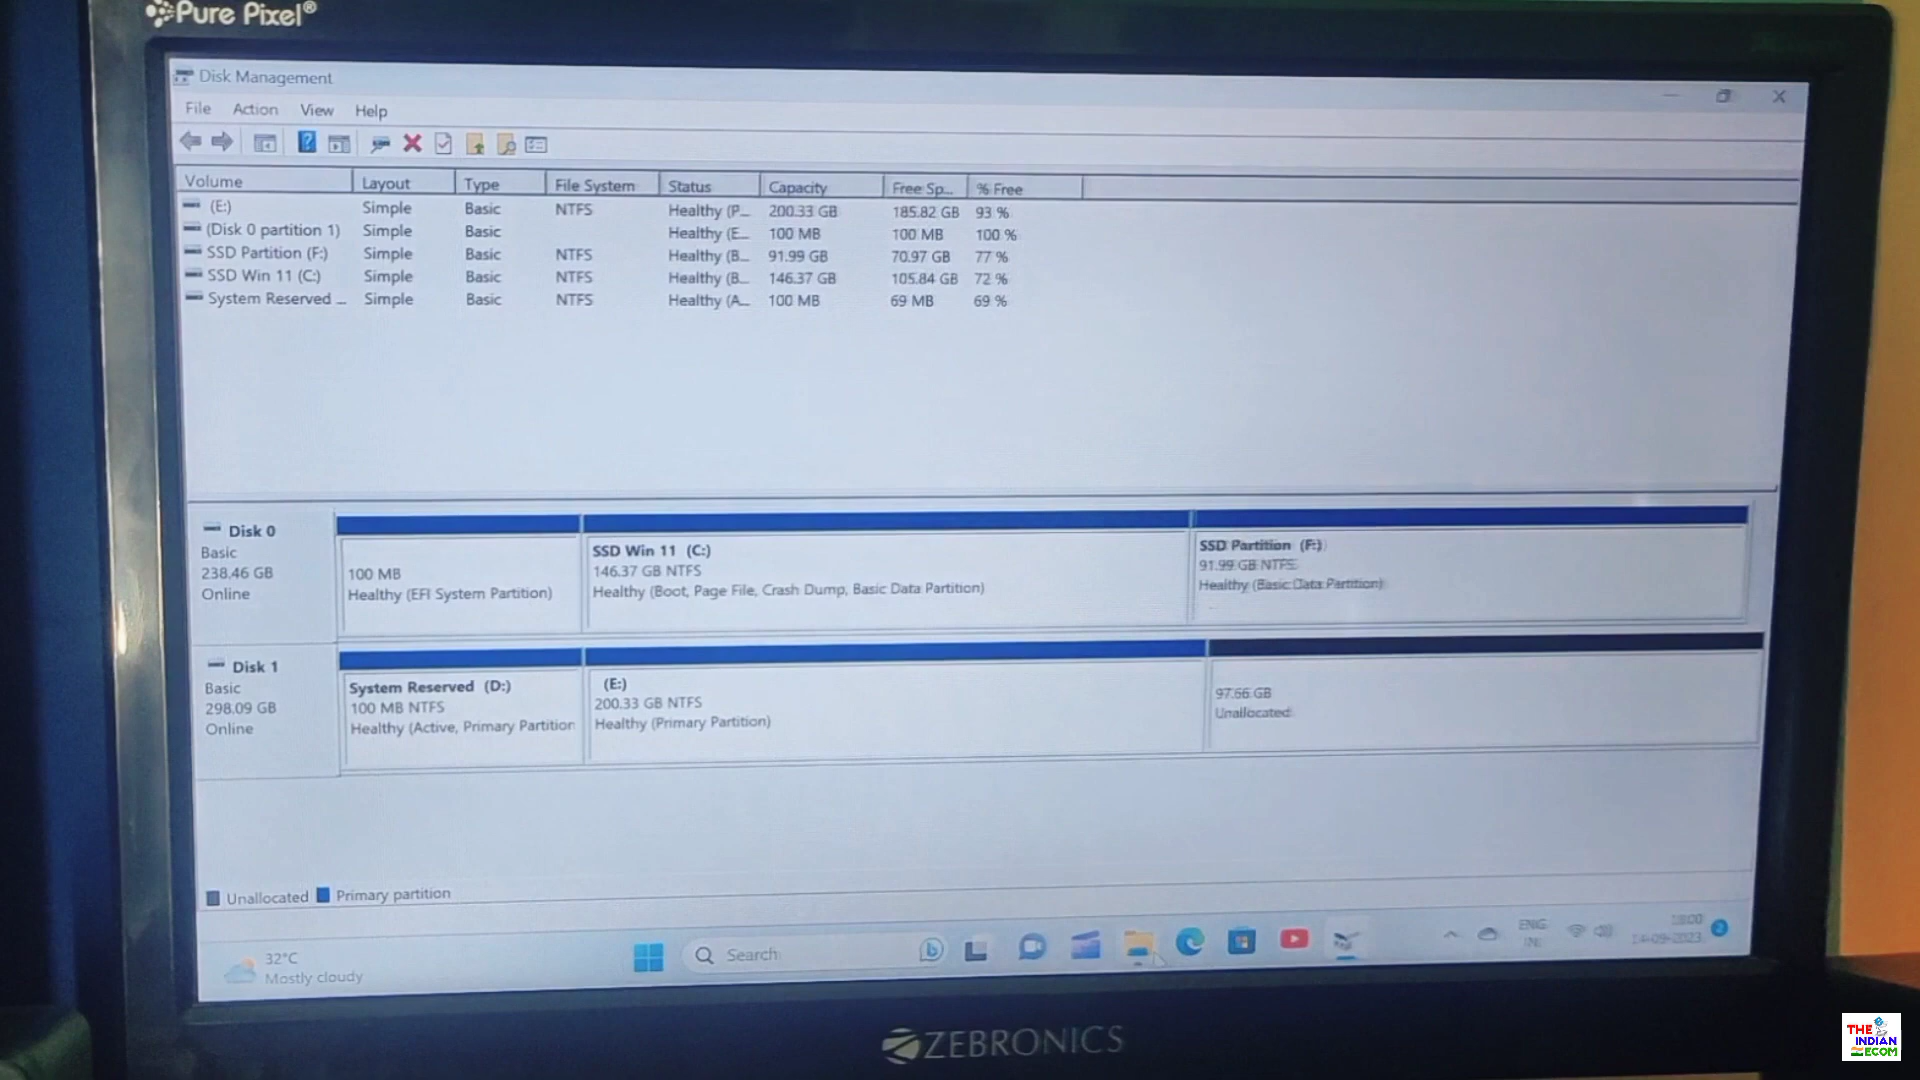 Pure Pixel®
Disk Management
File Action View Help
Volume Layout Type File System Status Capacity Free Sp... % Free
(E:) Simple Basic NTFS Healthy (P... 200.33 GB 185.82 GB 93 %
(Disk 0 partition 1) Simple Basic Healthy (E... 100 MB 100 MB 100 %
SSD Partition (F:) Simple Basic NTFS Healthy (B... 91.99 GB 70.97 GB 77 %
SSD Win 11 (C:) Simple Basic NTFS Healthy (B... 146.37 GB 105.84 GB 72 %
System Reserved ... Simple Basic NTFS Healthy (A... 100 MB 69 MB 69 %
Disk 0
Basic
238.46 GB
Online
100 MB
Healthy (EFI System Partition)
SSD Win 11 (C:)
146.37 GB NTFS
Healthy (Boot, Page File, Crash Dump, Basic Data Partition)
SSD Partition (F:)
91.99 GB NTFS
Healthy (Basic Data Partition)
Disk 1
Basic
298.09 GB
Online
System Reserved (D:)
100 MB NTFS
Healthy (Active, Primary Partition
(E:)
200.33 GB NTFS
Healthy (Primary Partition)
97.66 GB
Unallocated
Unallocated Primary partition
32°C
Mostly cloudy
Search
ENG
IN
14-09-2023
2
ZEBRONICS
THE
INDIAN
ECOM